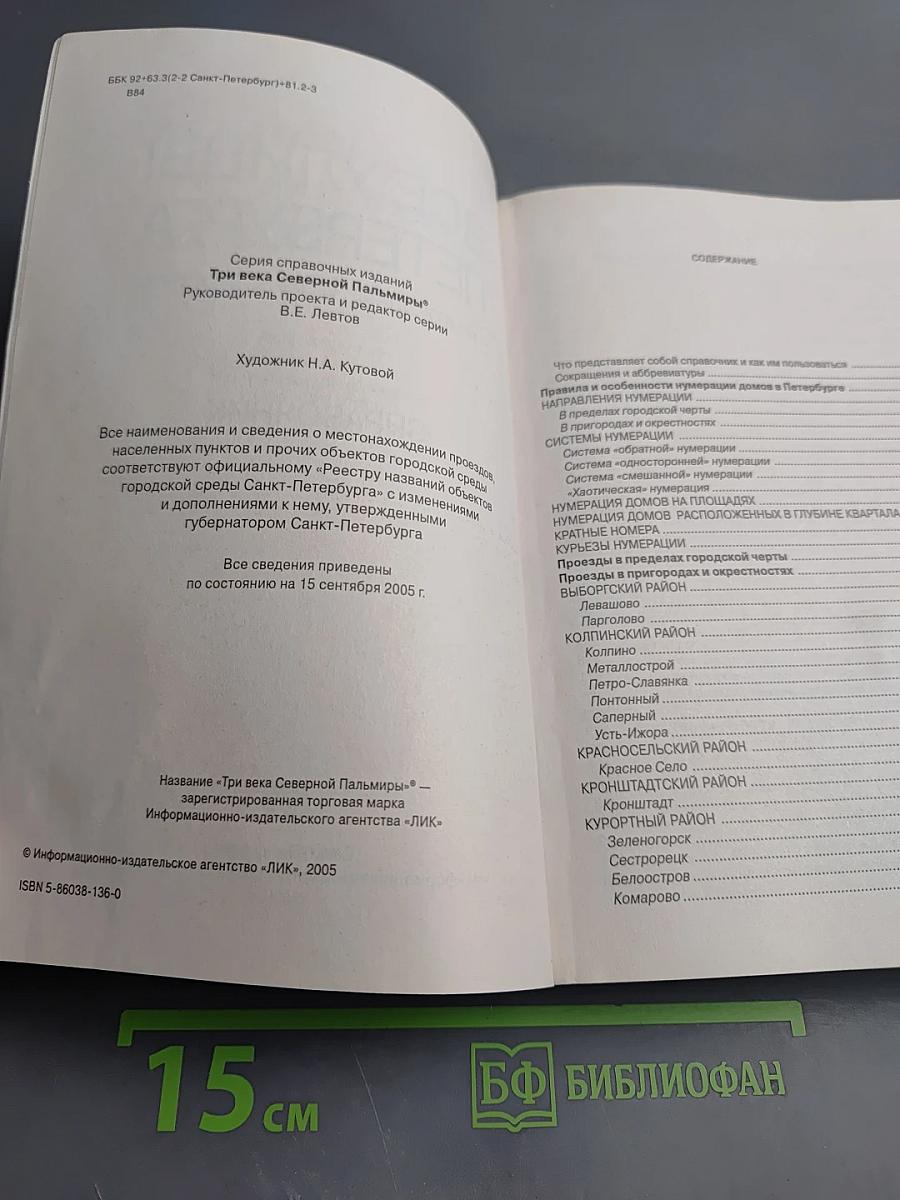 ББК 92+63.3(2-2 Санкт-Петербург)+81.2-3
В84
Серия справочных изданий
Три века Северной Пальмиры®
Руководитель проекта и редактор серии
В.Е. Левтов
Художник Н.А. Кутовой
Все наименования и сведения о местонахождении проездов,
населенных пунктов и прочих объектов городской среды
соответствуют официальному «Реестру названий объектов
городской среды Санкт-Петербурга» с изменениями
и дополнениями к нему, утвержденными
губернатором Санкт-Петербурга
Все сведения приведены
по состоянию на 15 сентября 2005 г.
Название «Три века Северной Пальмиры»® —
зарегистрированная торговая марка
Информационно-издательского агентства «ЛИК»
© Информационно-издательское агентство «ЛИК», 2005
ISBN 5-86038-136-0
СОДЕРЖАНИЕ
Что представляет собой справочник и как им пользоваться
Сокращения и аббревиатуры
Правила и особенности нумерации домов в Петербурге
НАПРАВЛЕНИЯ НУМЕРАЦИИ
В пределах городской черты
В пригородах и окрестностях
СИСТЕМЫ НУМЕРАЦИИ
Система «обратной» нумерации
Система «односторонней» нумерации
Система «смешанной» нумерации
«Хаотическая» нумерация
НУМЕРАЦИЯ ДОМОВ НА ПЛОЩАДЯХ
НУМЕРАЦИЯ ДОМОВ РАСПОЛОЖЕННЫХ В ГЛУБИНЕ КВАРТАЛА
КРАТНЫЕ НОМЕРА
КУРЬЕЗЫ НУМЕРАЦИИ
Проезды в пределах городской черты
Проезды в пригородах и окрестностях
ВЫБОРГСКИЙ РАЙОН
Левашово
Парголово
КОЛПИНСКИЙ РАЙОН
Колпино
Металлострой
Петро-Славянка
Понтонный
Саперный
Усть-Ижора
КРАСНОСЕЛЬСКИЙ РАЙОН
Красное Село
КРОНШТАДТСКИЙ РАЙОН
Кронштадт
КУРОРТНЫЙ РАЙОН
Зеленогорск
Сестрорецк
Белоостров
Комарово
15 см
БФ БИБЛИОФАН